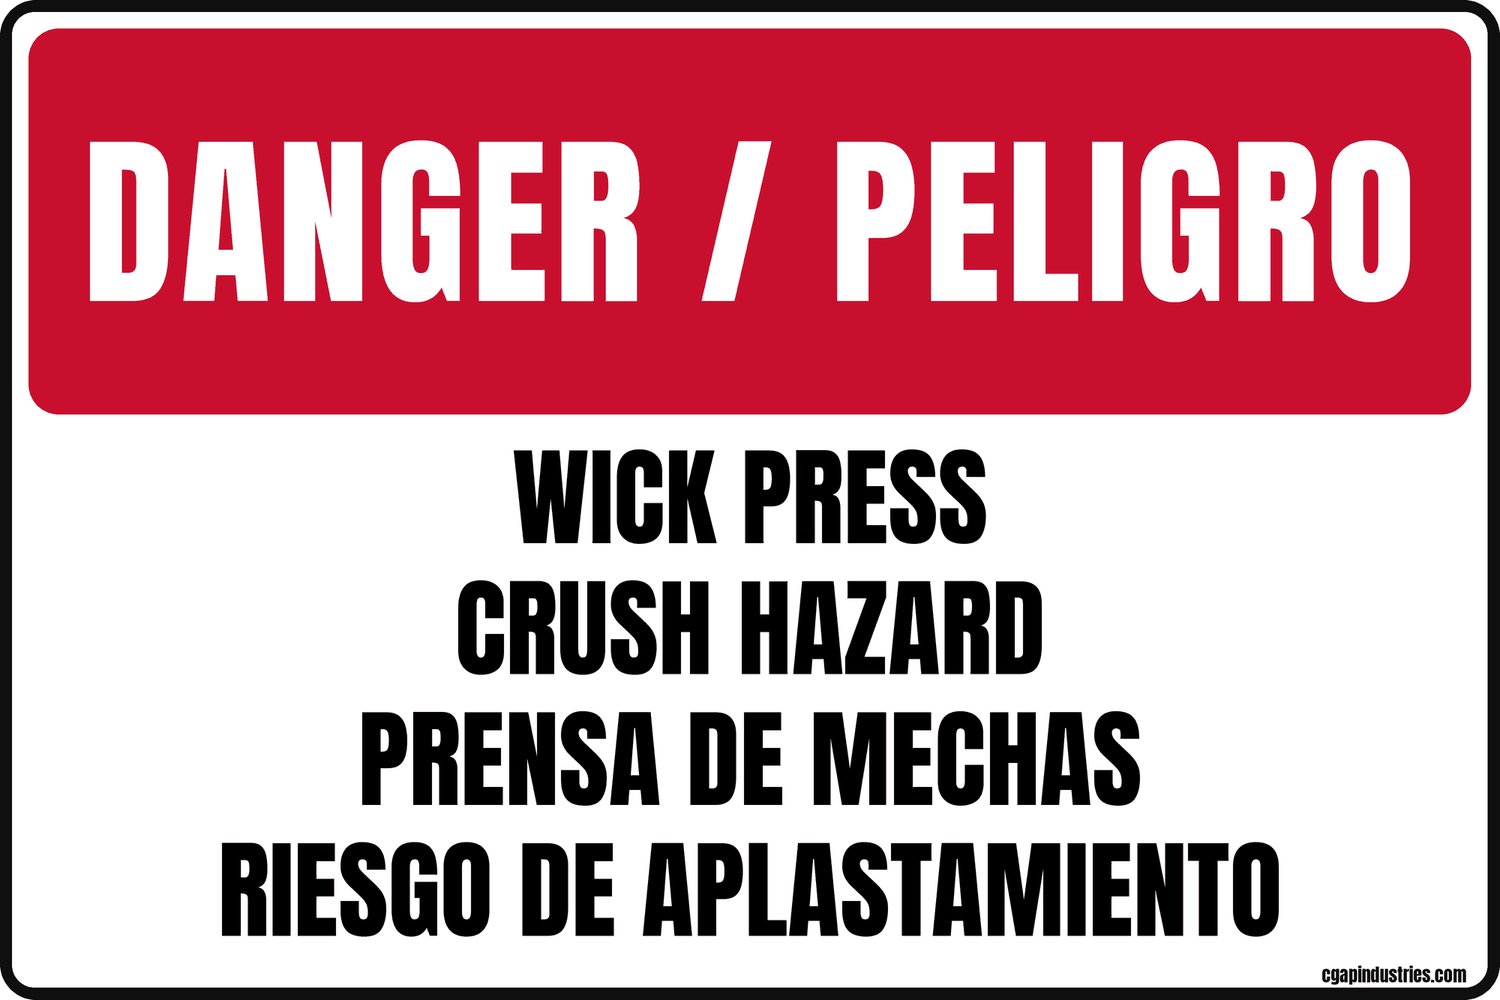 DANGER / PELIGRO
WICK PRESS
CRUSH HAZARD
PRENSA DE MECHAS
RIESGO DE APLASTAMIENTO
cgapindustries.com